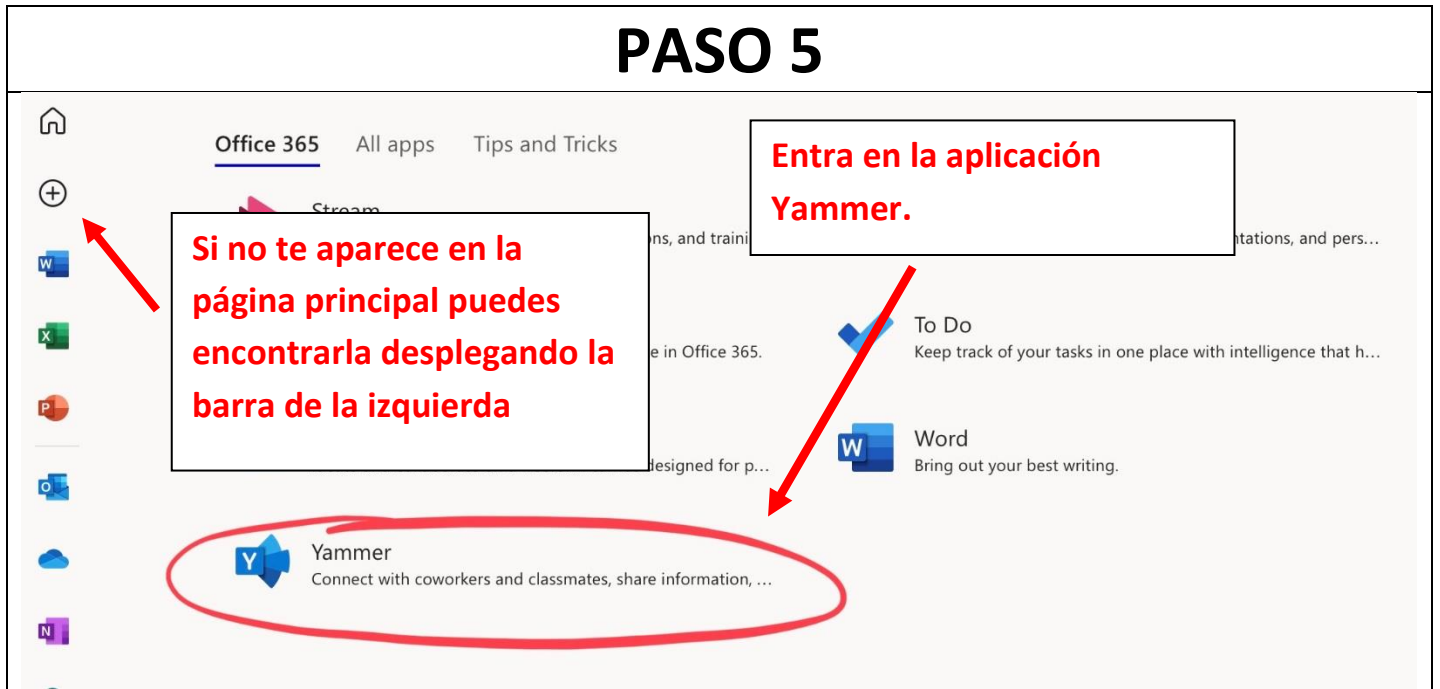 PASO 5
Office 365 All apps Tips and Tricks
Entra en la aplicación
Yammer.
Si no te aparece en la
página principal puedes
encontrarla desplegando la
barra de la izquierda
Stream
and traini
and pers...
e in Office 365.
To Do
Keep track of your tasks in one place with intelligence that h...
designed for p...
Word
Bring out your best writing.
Yammer
Connect with coworkers and classmates, share information, ...
W
X
P
O
N
W
Y